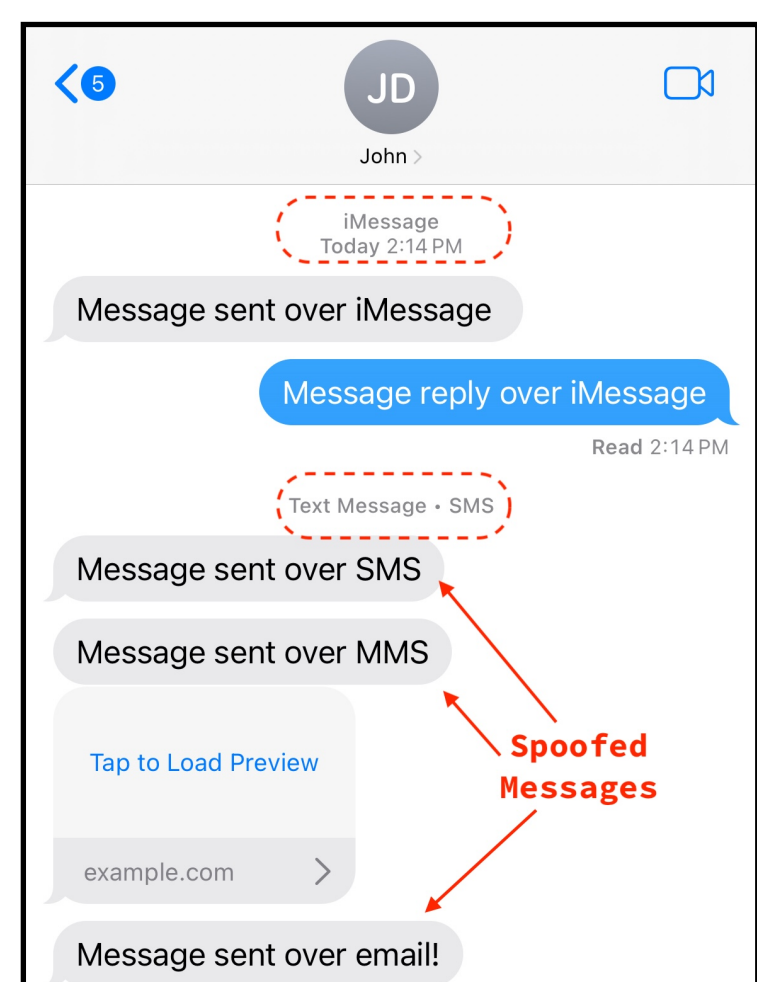 5
JD
John
iMessage
Today 2:14 PM
Message sent over iMessage
Message reply over iMessage
Read 2:14 PM
Text Message • SMS
Message sent over SMS
Message sent over MMS
Tap to Load Preview
Spoofed
Messages
example.com
Message sent over email!